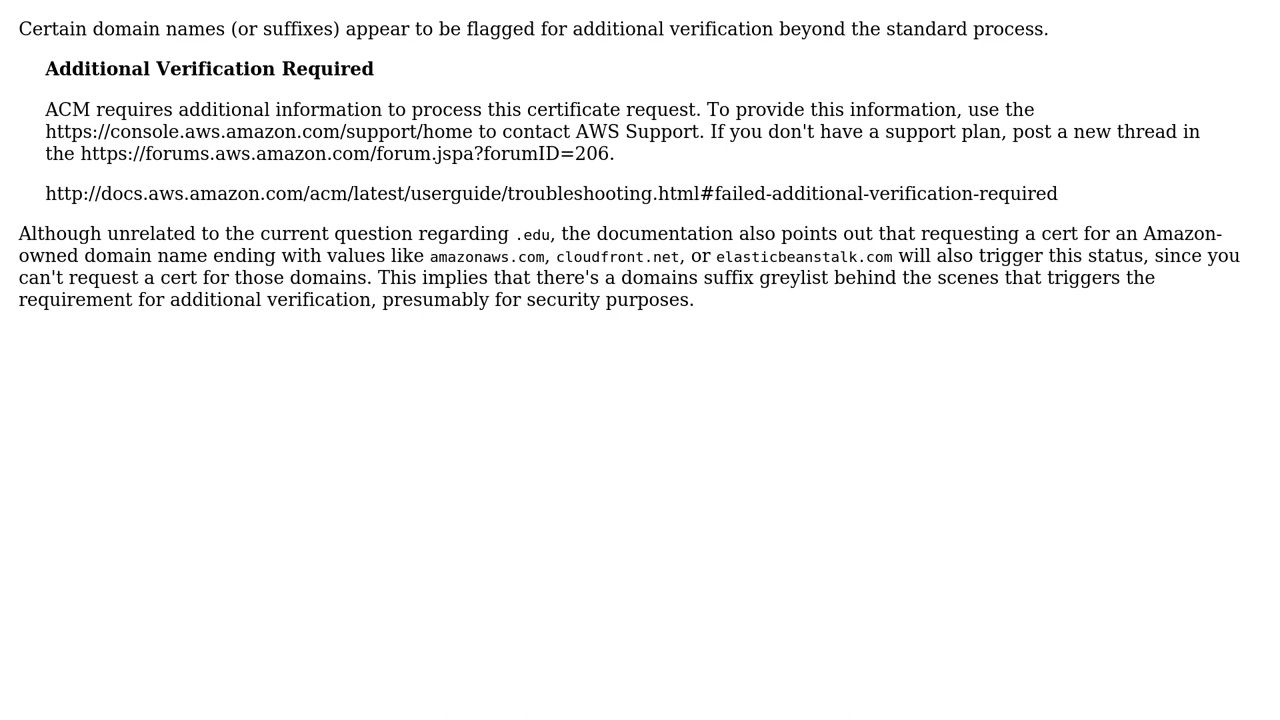 Certain domain names (or suffixes) appear to be flagged for additional verification beyond the standard process.
Additional Verification Required
ACM requires additional information to process this certificate request. To provide this information, use the
https://console.aws.amazon.com/support/home to contact AWS Support. If you don't have a support plan, post a new thread in
the https://forums.aws.amazon.com/forum.jspa?forumID=206.
http://docs.aws.amazon.com/acm/latest/userguide/troubleshooting.html#failed-additional-verification-required
Although unrelated to the current question regarding .edu, the documentation also points out that requesting a cert for an Amazon-
owned domain name ending with values like amazonaws.com, cloudfront.net, or elasticbeanstalk.com will also trigger this status, since you
can't request a cert for those domains. This implies that there's a domains suffix greylist behind the scenes that triggers the
requirement for additional verification, presumably for security purposes.